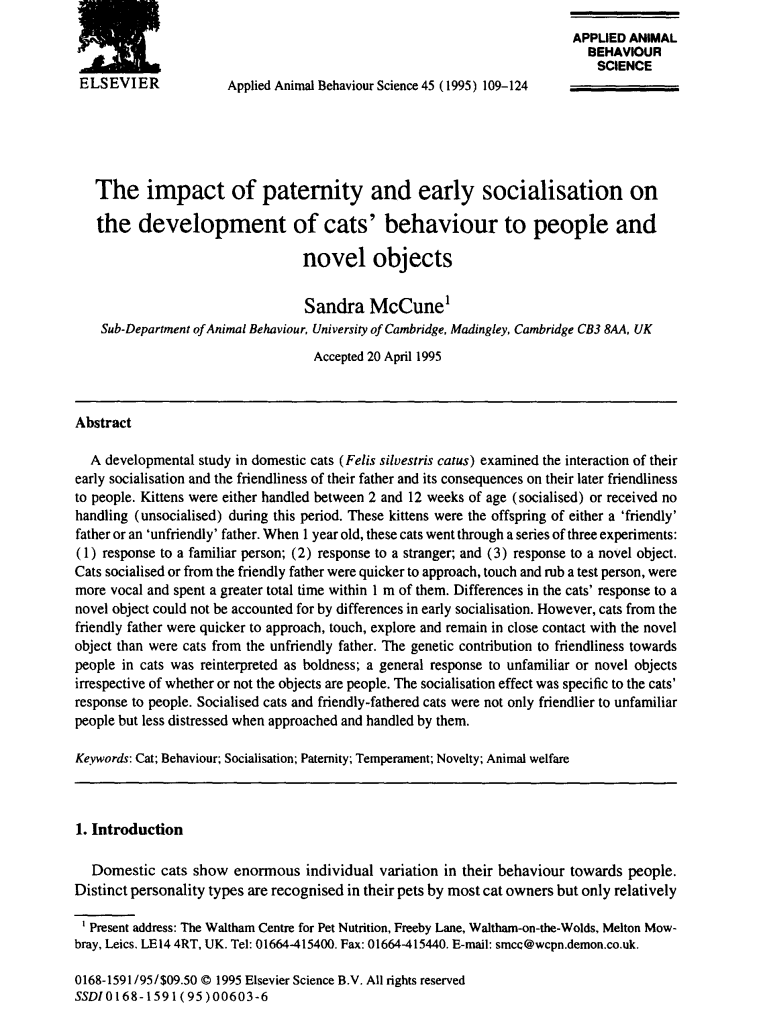 ELSEVIER
Applied Animal Behaviour Science 45 (1995) 109–124
APPLIED ANIMAL
BEHAVIOUR
SCIENCE
The impact of paternity and early socialisation on
the development of cats' behaviour to people and
novel objects
Sandra McCune¹
Sub-Department of Animal Behaviour, University of Cambridge, Madingley, Cambridge CB3 8AA, UK
Accepted 20 April 1995
Abstract
A developmental study in domestic cats (Felis silvestris catus) examined the interaction of their
early socialisation and the friendliness of their father and its consequences on their later friendliness
to people. Kittens were either handled between 2 and 12 weeks of age (socialised) or received no
handling (unsocialised) during this period. These kittens were the offspring of either a 'friendly'
father or an 'unfriendly' father. When 1 year old, these cats went through a series of three experiments:
(1) response to a familiar person; (2) response to a stranger; and (3) response to a novel object.
Cats socialised or from the friendly father were quicker to approach, touch and rub a test person, were
more vocal and spent a greater total time within 1 m of them. Differences in the cats' response to a
novel object could not be accounted for by differences in early socialisation. However, cats from the
friendly father were quicker to approach, touch, explore and remain in close contact with the novel
object than were cats from the unfriendly father. The genetic contribution to friendliness towards
people in cats was reinterpreted as boldness; a general response to unfamiliar or novel objects
irrespective of whether or not the objects are people. The socialisation effect was specific to the cats'
response to people. Socialised cats and friendly-fathered cats were not only friendlier to unfamiliar
people but less distressed when approached and handled by them.
Keywords: Cat; Behaviour; Socialisation; Paternity; Temperament; Novelty; Animal welfare
1. Introduction
Domestic cats show enormous individual variation in their behaviour towards people.
Distinct personality types are recognised in their pets by most cat owners but only relatively
¹ Present address: The Waltham Centre for Pet Nutrition, Freeby Lane, Waltham-on-the-Wolds, Melton Mow-
bray, Leics. LE14 4RT, UK. Tel: 01664-415400. Fax: 01664-415440. E-mail: smcc@wcpn.demon.co.uk.
0168-1591/95/$09.50 © 1995 Elsevier Science B.V. All rights reserved
SSDI 0168-1591(95)00603-6